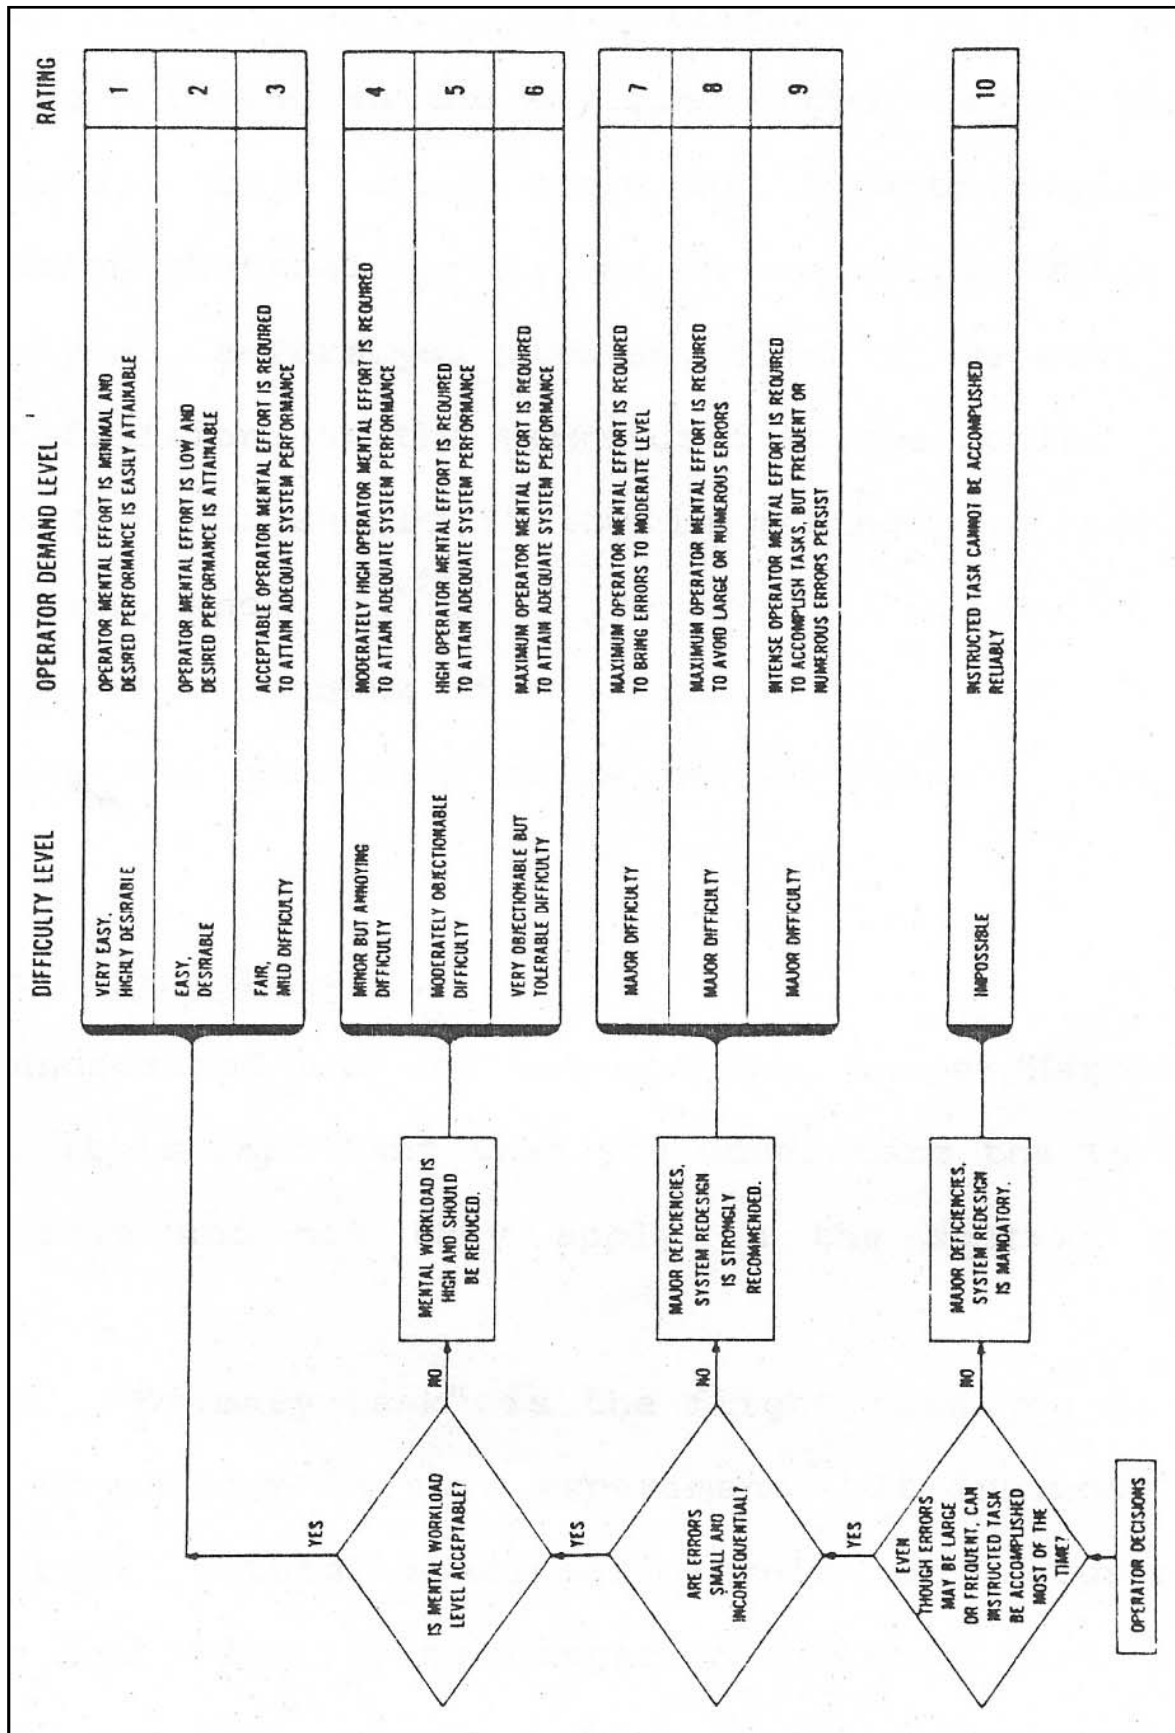 DIFFICULTY LEVEL
OPERATOR DEMAND LEVEL
RATING
VERY EASY,
HIGHLY DESIRABLE
OPERATOR MENTAL EFFORT IS MINIMAL AND
DESIRED PERFORMANCE IS EASILY ATTAINABLE
1
EASY,
DESIRABLE
OPERATOR MENTAL EFFORT IS LOW AND
DESIRED PERFORMANCE IS ATTAINABLE
2
FAIR,
MILD DIFFICULTY
ACCEPTABLE OPERATOR MENTAL EFFORT IS REQUIRED
TO ATTAIN ADEQUATE SYSTEM PERFORMANCE
3
YES
IS MENTAL WORKLOAD
LEVEL ACCEPTABLE?
NO
MENTAL WORKLOAD IS
HIGH AND SHOULD
BE REDUCED.
MINOR BUT ANNOYING
DIFFICULTY
MODERATELY HIGH OPERATOR MENTAL EFFORT IS REQUIRED
TO ATTAIN ADEQUATE SYSTEM PERFORMANCE
4
MODERATELY OBJECTIONABLE
DIFFICULTY
HIGH OPERATOR MENTAL EFFORT IS REQUIRED
TO ATTAIN ADEQUATE SYSTEM PERFORMANCE
5
VERY OBJECTIONABLE BUT
TOLERABLE DIFFICULTY
MAXIMUM OPERATOR MENTAL EFFORT IS REQUIRED
TO ATTAIN ADEQUATE SYSTEM PERFORMANCE
6
YES
ARE ERRORS
SMALL AND
INCONSEQUENTIAL?
NO
MAJOR DEFICIENCIES,
SYSTEM REDESIGN
IS STRONGLY
RECOMMENDED.
MAJOR DIFFICULTY
MAXIMUM OPERATOR MENTAL EFFORT IS REQUIRED
TO BRING ERRORS TO MODERATE LEVEL
7
MAJOR DIFFICULTY
MAXIMUM OPERATOR MENTAL EFFORT IS REQUIRED
TO AVOID LARGE OR NUMEROUS ERRORS
8
MAJOR DIFFICULTY
INTENSE OPERATOR MENTAL EFFORT IS REQUIRED
TO ACCOMPLISH TASKS, BUT FREQUENT OR
NUMEROUS ERRORS PERSIST
9
YES
EVEN
THOUGH ERRORS
MAY BE LARGE
OR FREQUENT, CAN
INSTRUCTED TASK
BE ACCOMPLISHED
MOST OF THE
TIME?
NO
MAJOR DEFICIENCIES,
SYSTEM REDESIGN
IS MANDATORY.
IMPOSSIBLE
INSTRUCTED TASK CANNOT BE ACCOMPLISHED
RELIABLY
10
OPERATOR DECISIONS